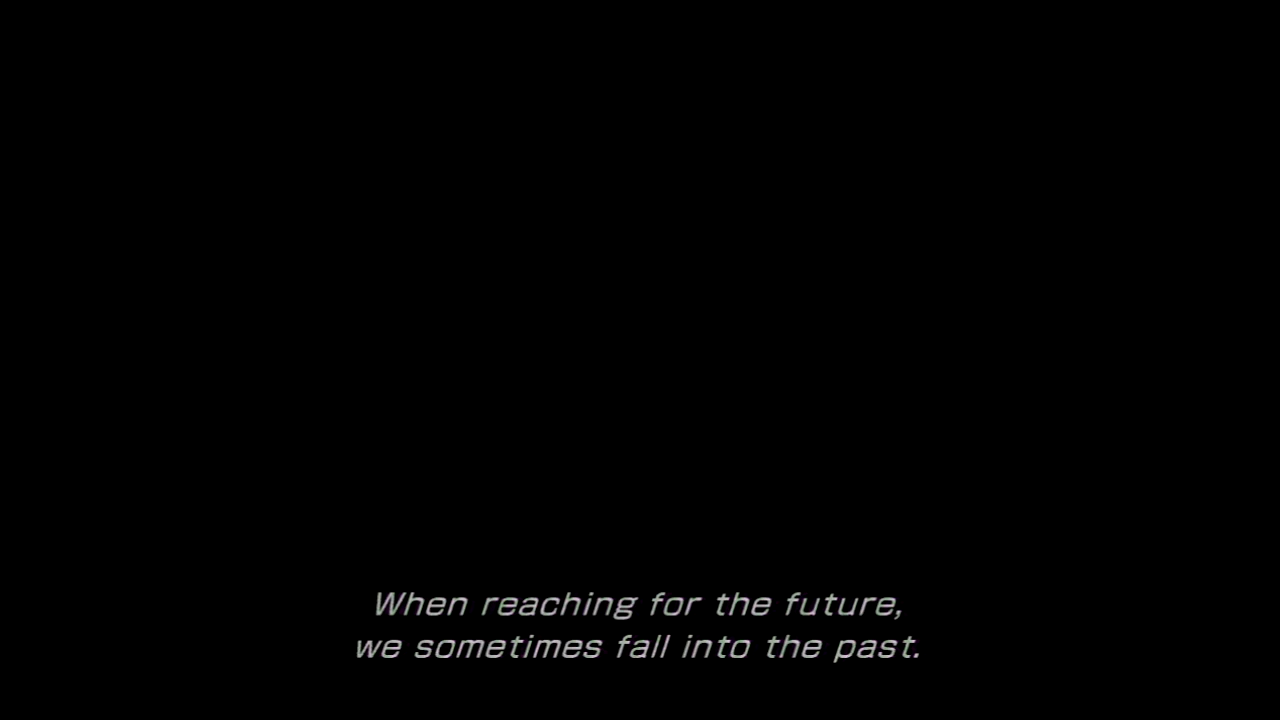 When reaching for the future,
we sometimes fall into the past.